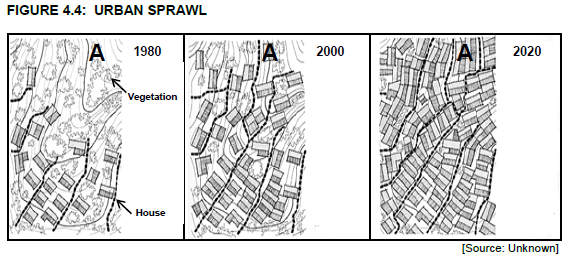 FIGURE 4.4: URBAN SPRAWL
A 1980
Vegetation
House
A 2000
A 2020
[Source: Unknown]